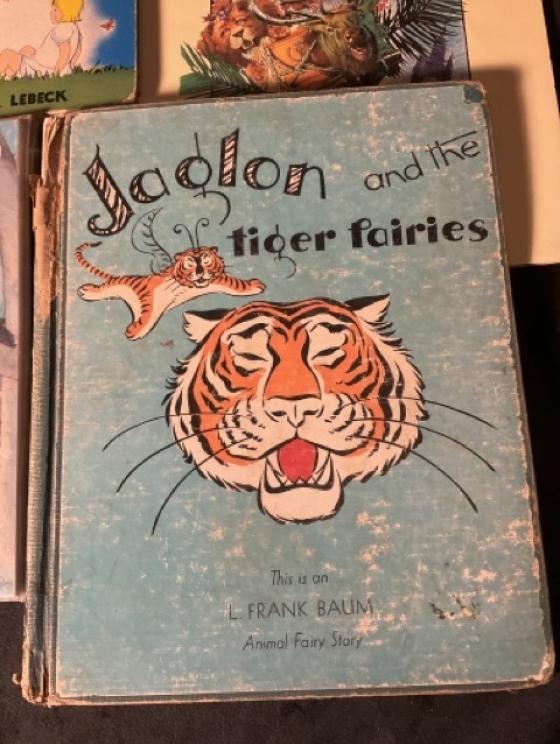 LEBECK
Jaglon and the
tiger fairies
This is an
L. FRANK BAUM
Animal Fairy Story